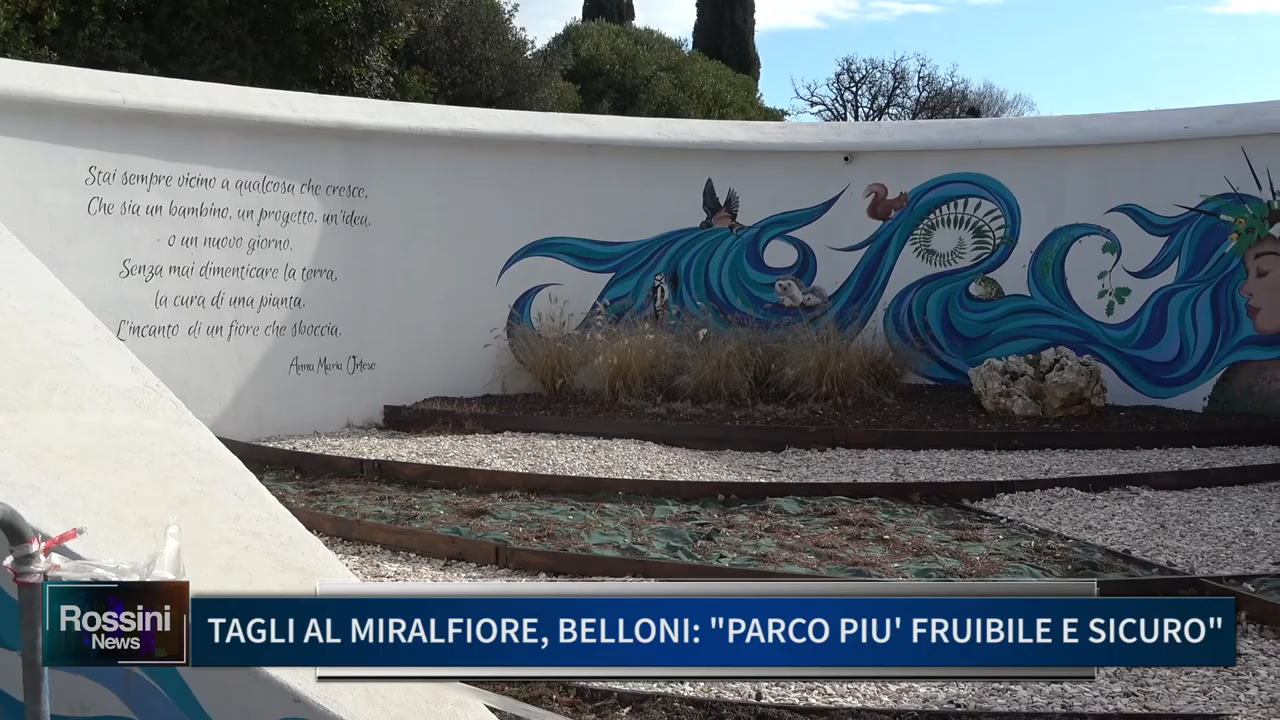 Stai sempre vicino a qualcosa che cresce,
Che sia un bambino, un progetto, un'idea,
o un nuovo giorno,
Senza mai dimenticare la terra,
la cura di una pianta.
L'incanto di un fiore che sboccia.
Anna Maria Ortese
Rossini
News
TAGLI AL MIRALFIORE, BELLONI: "PARCO PIU' FRUIBILE E SICURO"